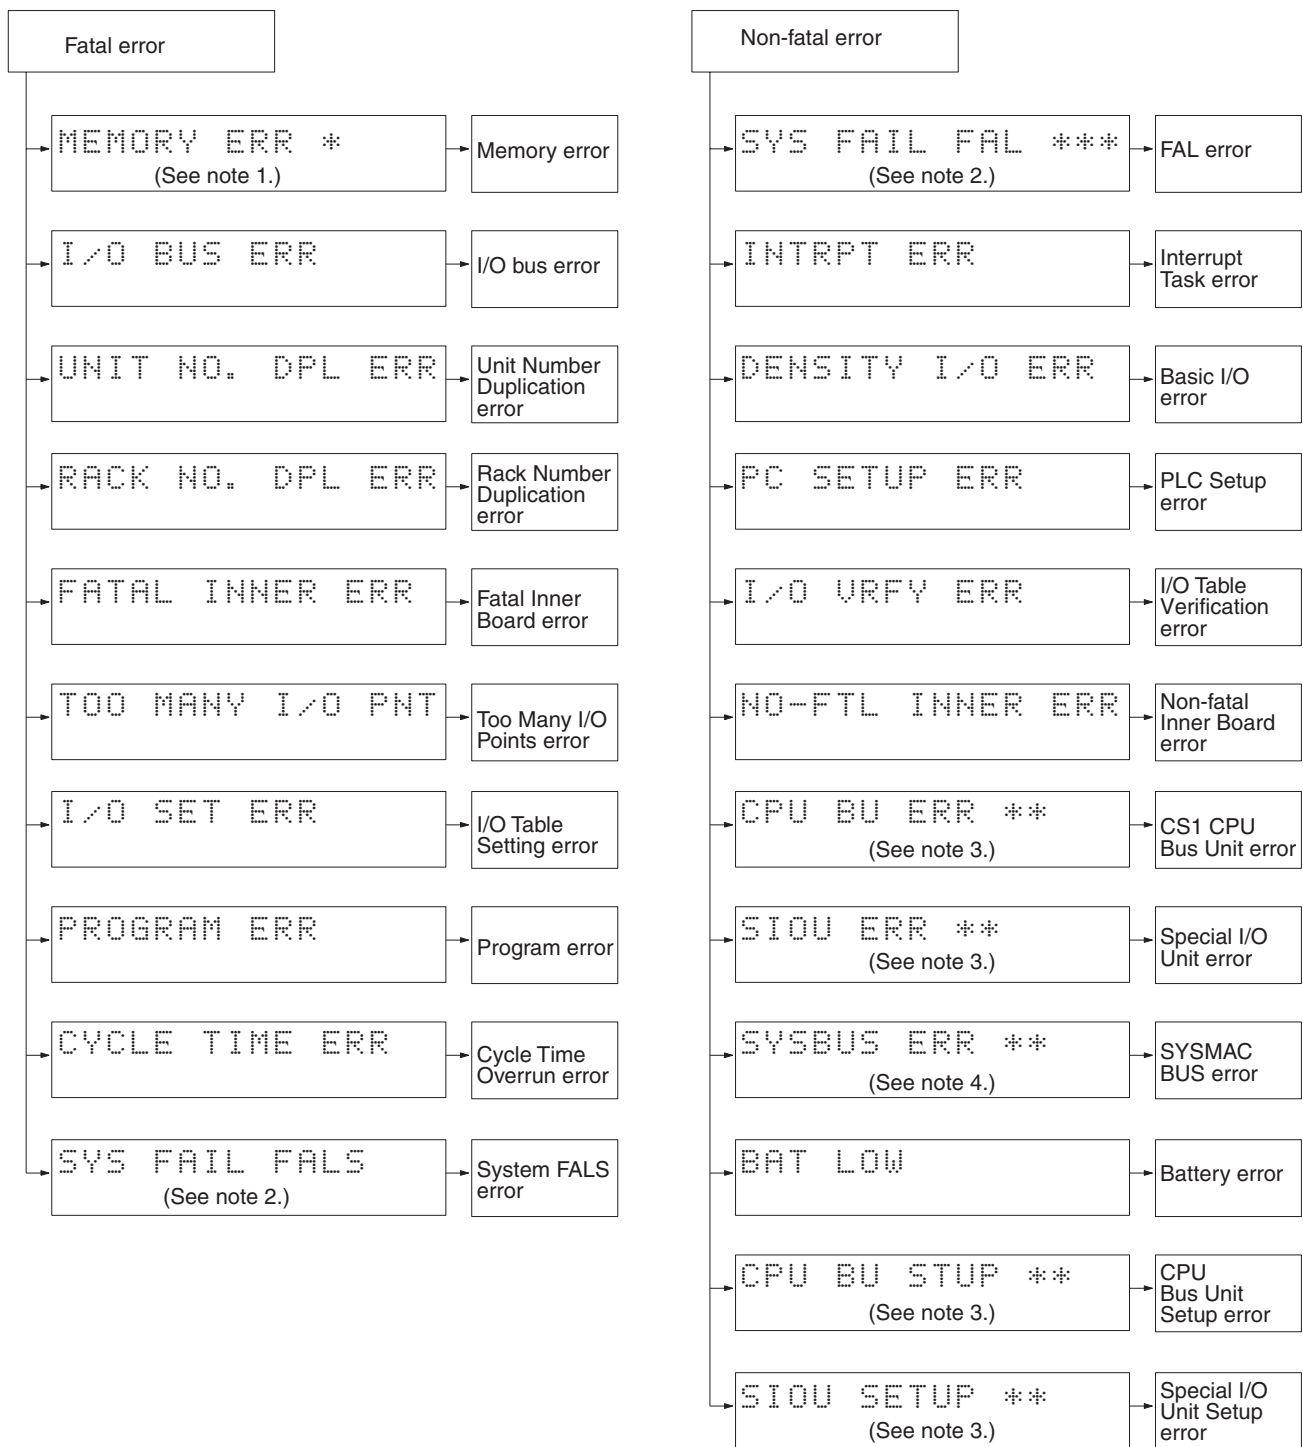 Fatal error
MEMORY ERR *
(See note 1.)
Memory error
I/O BUS ERR
I/O bus error
UNIT NO. DPL ERR
Unit Number
Duplication
error
RACK NO. DPL ERR
Rack Number
Duplication
error
FATAL INNER ERR
Fatal Inner
Board error
TOO MANY I/O PNT
Too Many I/O
Points error
I/O SET ERR
I/O Table
Setting error
PROGRAM ERR
Program error
CYCLE TIME ERR
Cycle Time
Overrun error
SYS FAIL FALS
(See note 2.)
System FALS
error
Non-fatal error
SYS FAIL FAL ***
(See note 2.)
FAL error
INTRPT ERR
Interrupt
Task error
DENSITY I/O ERR
Basic I/O
error
PC SETUP ERR
PLC Setup
error
I/O VRFY ERR
I/O Table
Verification
error
NO-FTL INNER ERR
Non-fatal
Inner Board
error
CPU BU ERR **
(See note 3.)
CS1 CPU
Bus Unit error
SIOU ERR **
(See note 3.)
Special I/O
Unit error
SYSBUS ERR **
(See note 4.)
SYSMAC
BUS error
BAT LOW
Battery error
CPU BU STUP **
(See note 3.)
CPU
Bus Unit
Setup error
SIOU SETUP **
(See note 3.)
Special I/O
Unit Setup
error